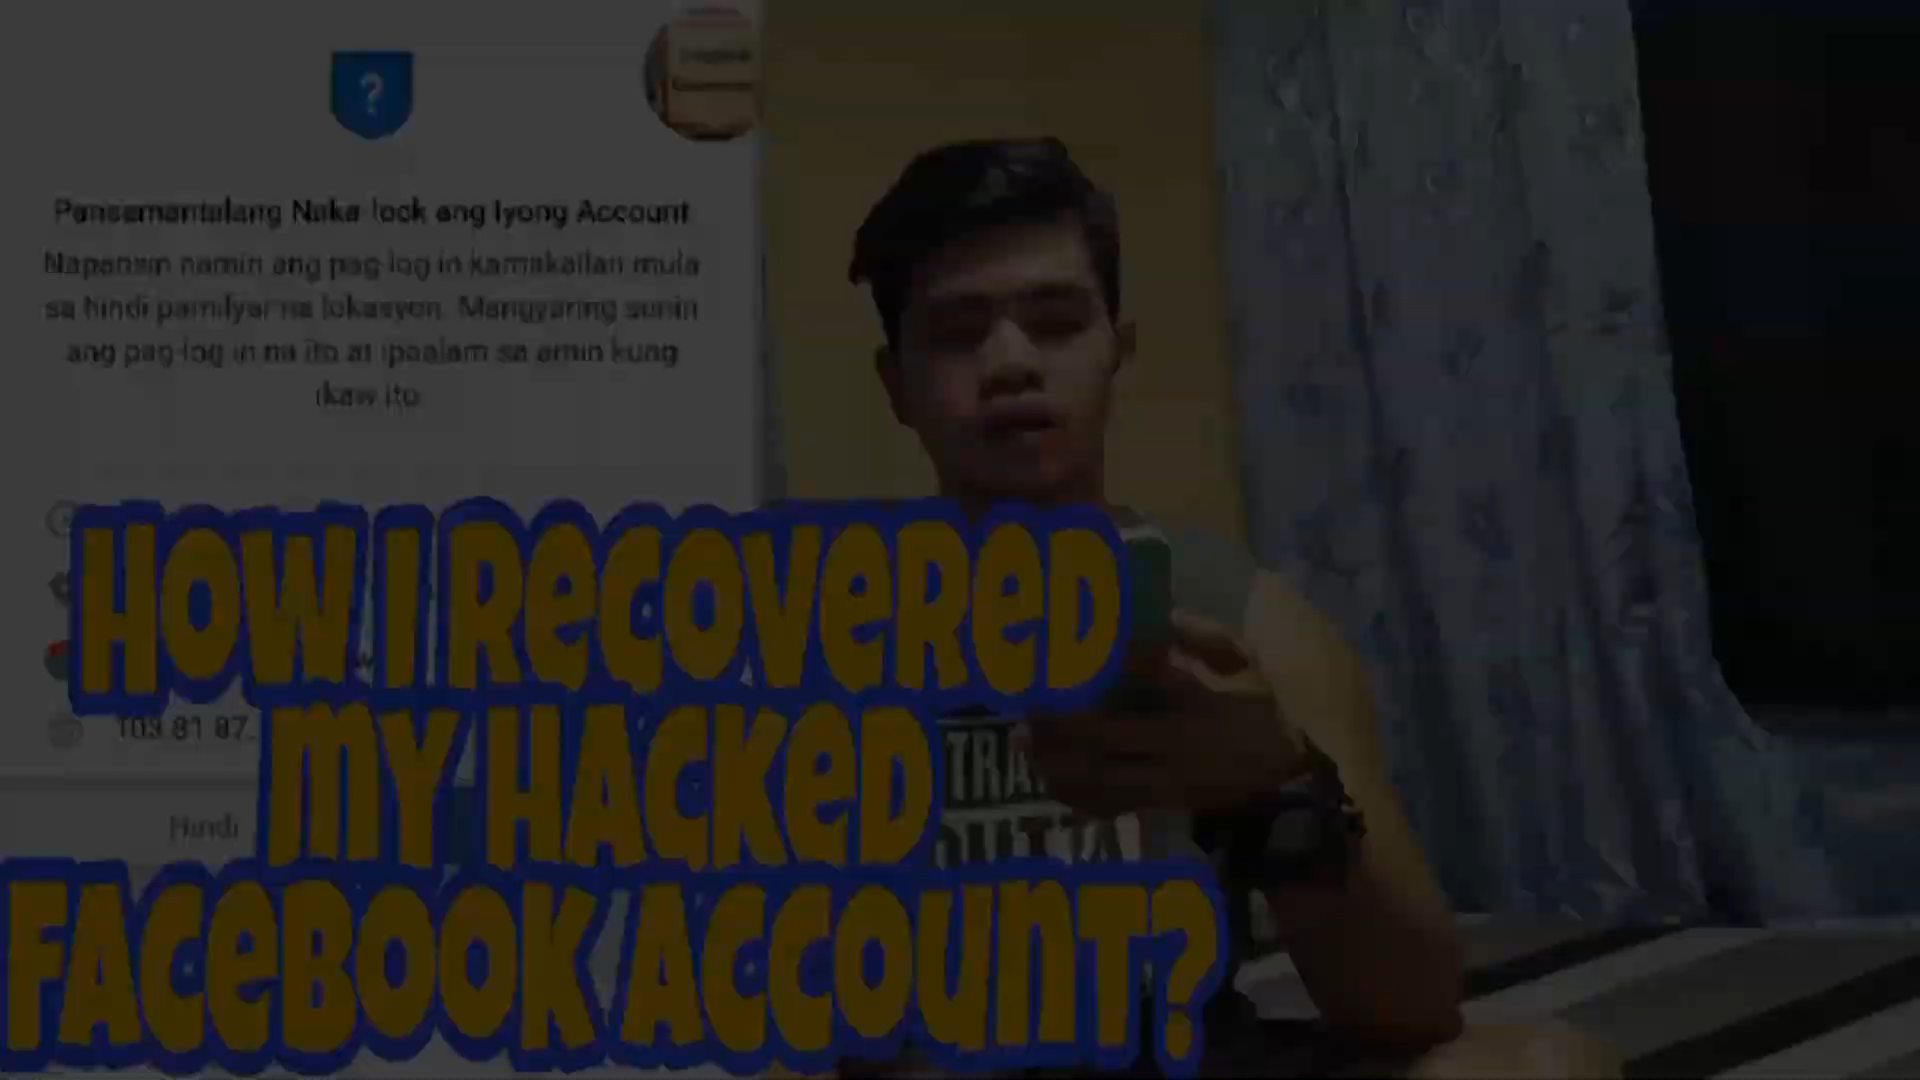 ?
Pansamantalang Naka-lock ang Iyong Account
Napansin namin ang pag-log in kamakailan mula
sa hindi pamilyar na lokasyon. Mangyaring suriin
ang pag-log in na ito at ipaalam sa amin kung
ikaw ito
HOW I RECOVERED
MY HACKED
FACEBOOK ACCOUNT?
103.81.87.
Hindi
TRA